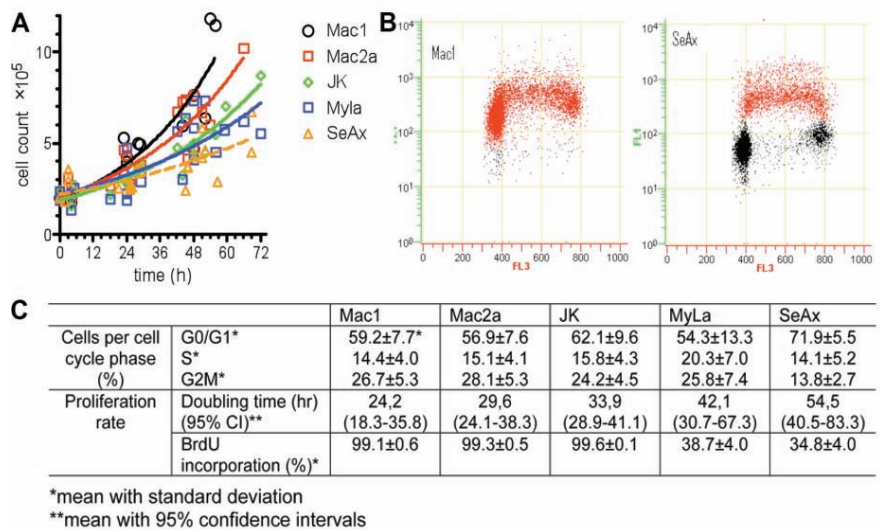 A
cell count ×10⁵
10
5
0
0 12 24 36 48 60 72
time (h)
Mac1
Mac2a
JK
Myla
SeAx
B
Mac1
10³
10²
10¹
10⁰
0 200 400 600 800 1000
FL3
SeAx
10⁴
10³
10²
10¹
10⁰
FL1
0 200 400 600 800 1000
FL3
C
Mac1 Mac2a JK MyLa SeAx
Cells per cell cycle phase (%)
G0/G1* 59.2±7.7* 56.9±7.6 62.1±9.6 54.3±13.3 71.9±5.5
S* 14.4±4.0 15.1±4.1 15.8±4.3 20.3±7.0 14.1±5.2
G2M* 26.7±5.3 28.1±5.3 24.2±4.5 25.8±7.4 13.8±2.7
Proliferation rate
Doubling time (hr) 24,2 29,6 33,9 42,1 54,5
(95% CI)** (18.3-35.8) (24.1-38.3) (28.9-41.1) (30.7-67.3) (40.5-83.3)
BrdU 99.1±0.6 99.3±0.5 99.6±0.1 38.7±4.0 34.8±4.0
incorporation (%)*
*mean with standard deviation
**mean with 95% confidence intervals